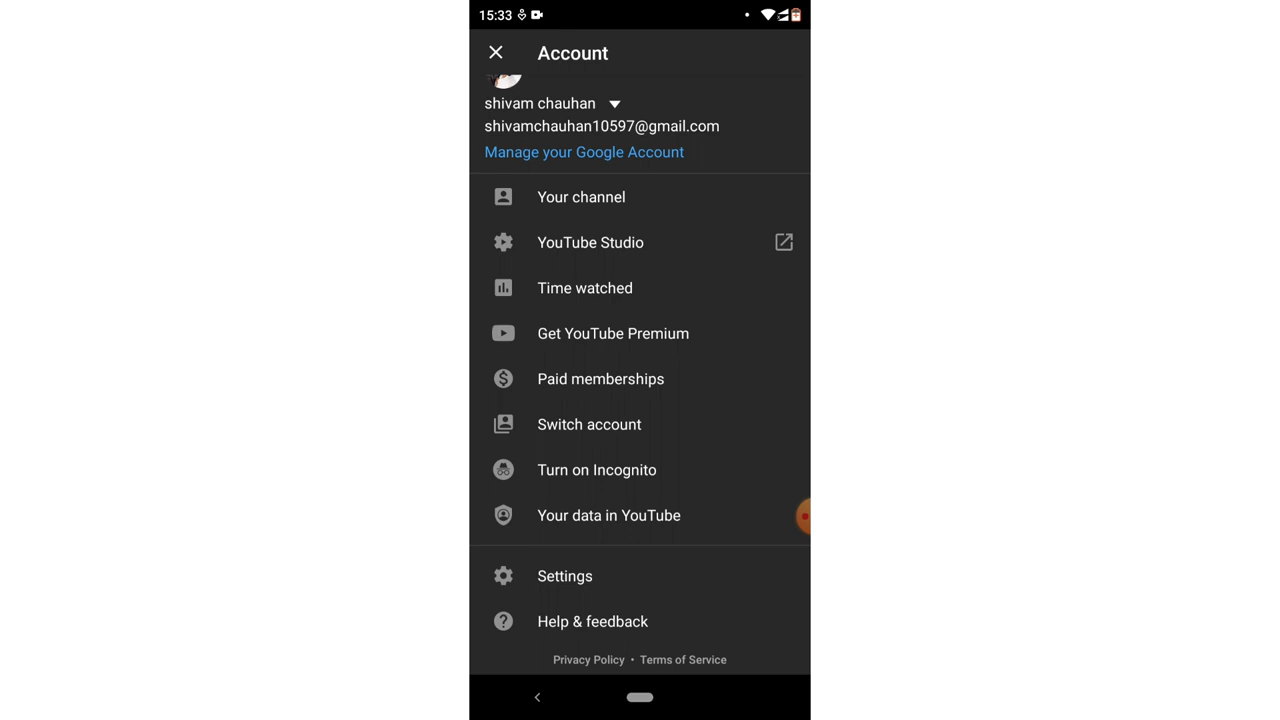 15:33
Account
shivam chauhan
shivamchauhan10597@gmail.com
Manage your Google Account
Your channel
YouTube Studio
Time watched
Get YouTube Premium
Paid memberships
Switch account
Turn on Incognito
Your data in YouTube
Settings
Help & feedback
Privacy Policy • Terms of Service